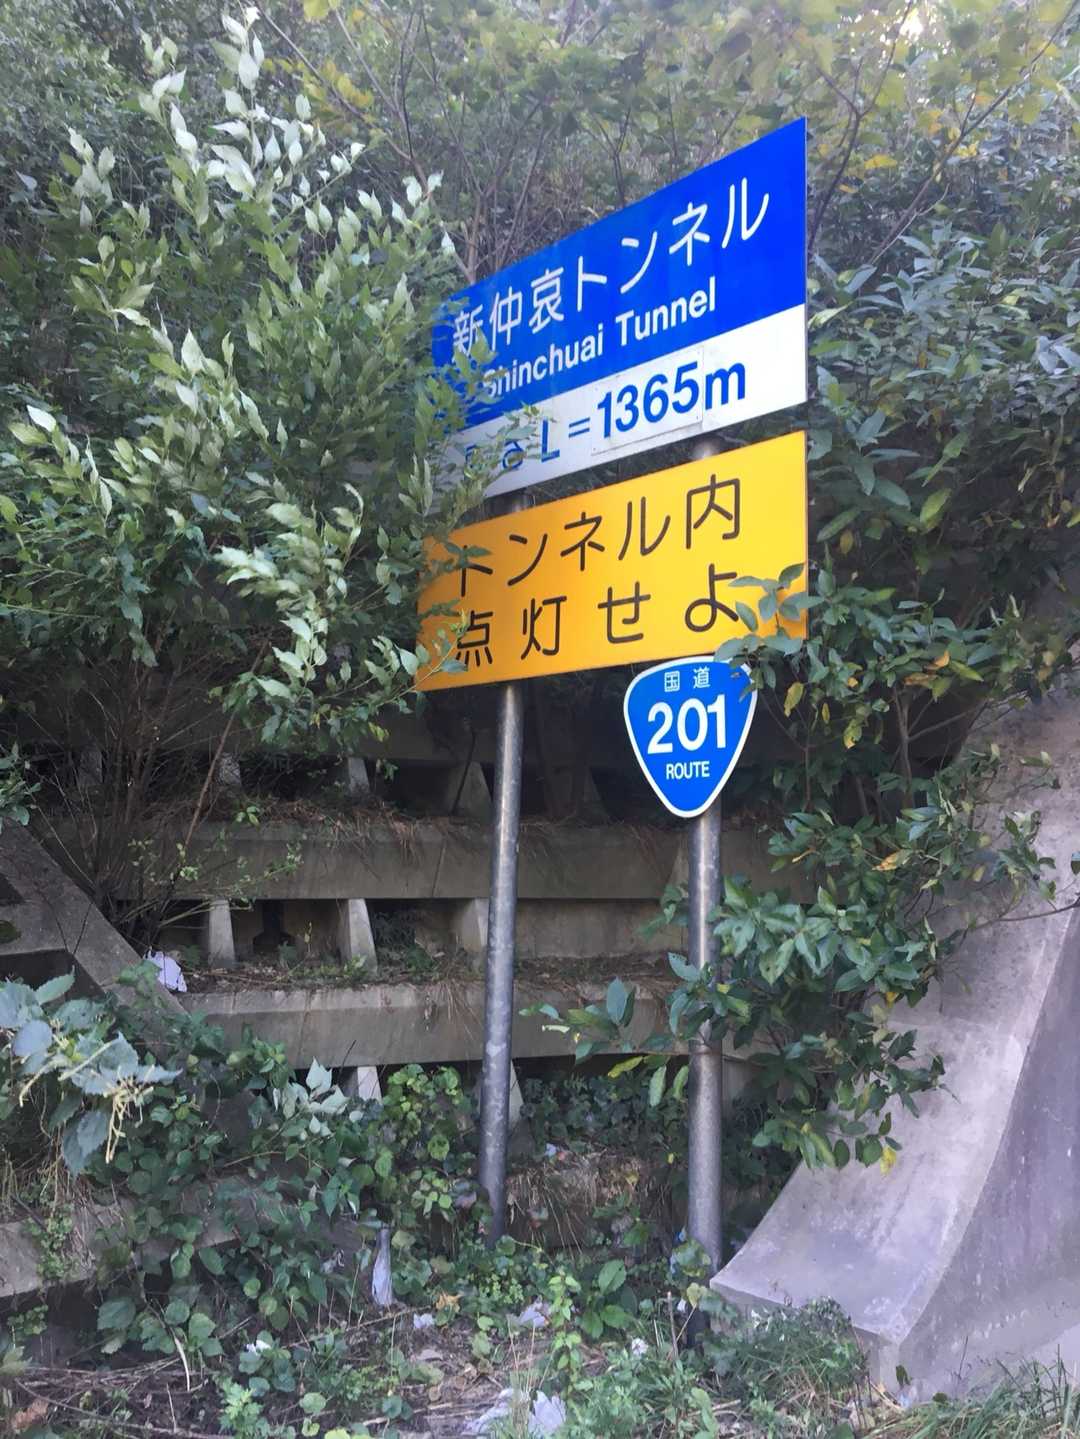 新仲哀トンネル
Shinchuai Tunnel
L=1365m
トンネル内
点灯せよ
国道
201
ROUTE